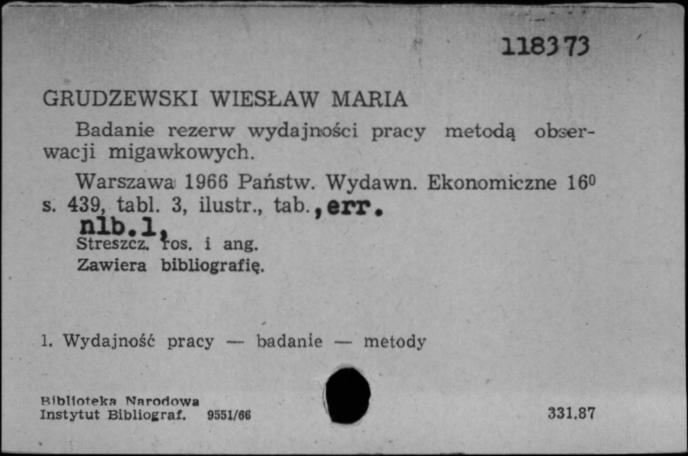 118373
GRUDZEWSKI WIESŁAW MARIA
Badanie rezerw wydajności pracy metodą obser-
wacji migawkowych.
Warszawa 1966 Państw. Wydawn. Ekonomiczne 16⁰
s. 439, tabl. 3, ilustr., tab., err.
nlb.1,
Streszcz. ros. i ang.
Zawiera bibliografię.
1. Wydajność pracy — badanie — metody
Biblioteka Narodowa
Instytut Bibliograf. 9551/66
331.87